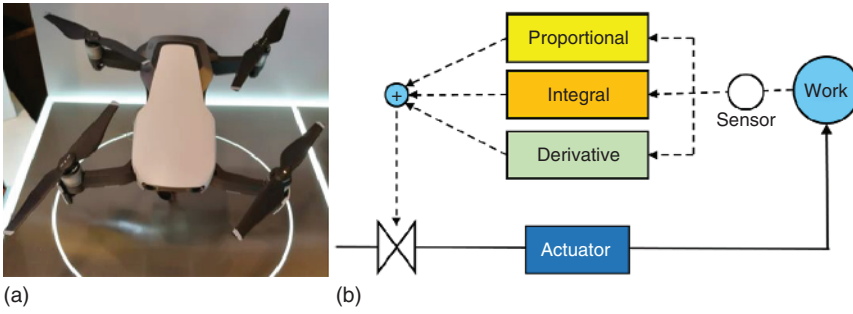 Proportional
Integral
Derivative
+
Sensor
Work
Actuator
(a)
(b)